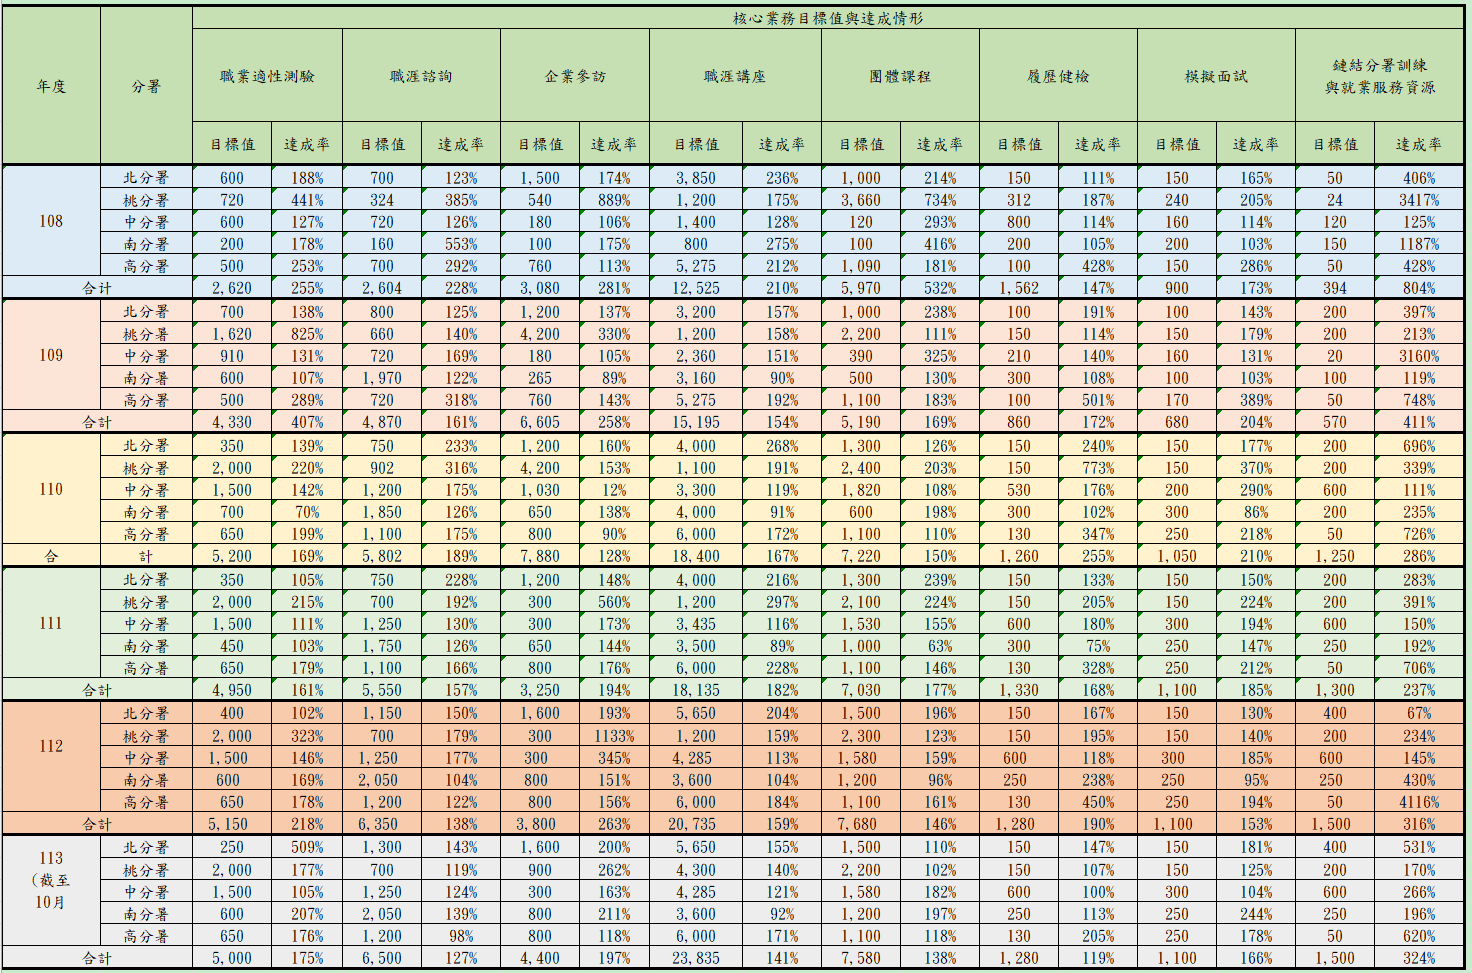 核心業務目標值與達成情形
年度 分署 職業適性測驗 職涯諮詢 企業參訪 職涯講座 團體課程 履歷健檢 模擬面試 鏈結分署訓練
與就業服務資源
目標值 達成率 目標值 達成率 目標值 達成率 目標值 達成率 目標值 達成率 目標值 達成率 目標值 達成率 目標值 達成率
108
北分署 600 188% 700 123% 1,500 174% 3,850 236% 1,000 214% 150 111% 150 165% 50 406%
桃分署 720 441% 324 385% 540 889% 1,200 175% 3,660 734% 312 187% 240 205% 24 3417%
中分署 600 127% 720 126% 180 106% 1,400 128% 120 293% 800 114% 160 114% 120 125%
南分署 200 178% 160 553% 100 175% 800 275% 100 416% 200 105% 200 103% 150 1187%
高分署 500 253% 700 292% 760 113% 5,275 212% 1,090 181% 100 428% 150 286% 50 428%
合計 2,620 255% 2,604 228% 3,080 281% 12,525 210% 5,970 532% 1,562 147% 900 173% 394 804%
109
北分署 700 138% 800 125% 1,200 137% 3,200 157% 1,000 238% 100 191% 100 143% 200 397%
桃分署 1,620 825% 660 140% 4,200 330% 1,200 158% 2,200 111% 150 114% 150 179% 200 213%
中分署 910 131% 720 169% 180 105% 2,360 151% 390 325% 210 140% 160 131% 20 3160%
南分署 600 107% 1,970 122% 265 89% 3,160 90% 500 130% 300 108% 100 103% 100 119%
高分署 500 289% 720 318% 760 143% 5,275 192% 1,100 183% 100 501% 170 389% 50 748%
合計 4,330 407% 4,870 161% 6,605 258% 15,195 154% 5,190 169% 860 172% 680 204% 570 411%
110
北分署 350 139% 750 233% 1,200 160% 4,000 268% 1,300 126% 150 240% 150 177% 200 696%
桃分署 2,000 220% 902 316% 4,200 153% 1,100 191% 2,400 203% 150 773% 150 370% 200 339%
中分署 1,500 142% 1,200 175% 1,030 12% 3,300 119% 1,820 108% 530 176% 200 290% 600 111%
南分署 700 70% 1,850 126% 650 138% 4,000 91% 600 198% 300 102% 300 86% 200 235%
高分署 650 199% 1,100 175% 800 90% 6,000 172% 1,100 110% 130 347% 250 218% 50 726%
合 計 5,200 169% 5,802 189% 7,880 128% 18,400 167% 7,220 150% 1,260 255% 1,050 210% 1,250 286%
111
北分署 350 105% 750 228% 1,200 148% 4,000 216% 1,300 239% 150 133% 150 150% 200 283%
桃分署 2,000 215% 700 192% 300 560% 1,200 297% 2,100 224% 150 205% 150 224% 200 391%
中分署 1,500 111% 1,250 130% 300 173% 3,435 116% 1,530 155% 600 180% 300 194% 600 150%
南分署 450 103% 1,750 126% 650 144% 3,500 89% 1,000 63% 300 75% 250 147% 250 192%
高分署 650 179% 1,100 166% 800 176% 6,000 228% 1,100 146% 130 328% 250 212% 50 706%
合計 4,950 161% 5,550 157% 3,250 194% 18,135 182% 7,030 177% 1,330 168% 1,100 185% 1,300 237%
112
北分署 400 102% 1,150 150% 1,600 193% 5,650 204% 1,500 196% 150 167% 150 130% 400 67%
桃分署 2,000 323% 700 179% 300 1133% 1,200 159% 2,300 123% 150 195% 150 140% 200 234%
中分署 1,500 146% 1,250 177% 300 345% 4,285 113% 1,580 159% 600 118% 300 185% 600 145%
南分署 600 169% 2,050 104% 800 151% 3,600 104% 1,200 96% 250 238% 250 95% 250 430%
高分署 650 178% 1,200 122% 800 156% 6,000 184% 1,100 161% 130 450% 250 194% 50 4116%
合計 5,150 218% 6,350 138% 3,800 263% 20,735 159% 7,680 146% 1,280 190% 1,100 153% 1,500 316%
113
(截至
10月
北分署 250 509% 1,300 143% 1,600 200% 5,650 155% 1,500 110% 150 147% 150 181% 400 531%
桃分署 2,000 177% 700 119% 900 262% 4,300 140% 2,200 102% 150 107% 150 125% 200 170%
中分署 1,500 105% 1,250 124% 300 163% 4,285 121% 1,580 182% 600 100% 300 104% 600 266%
南分署 600 207% 2,050 139% 800 211% 3,600 92% 1,200 197% 250 113% 250 244% 250 196%
高分署 650 176% 1,200 98% 800 118% 6,000 171% 1,100 118% 130 205% 250 178% 50 620%
合計 5,000 175% 6,500 127% 4,400 197% 23,835 141% 7,580 138% 1,280 119% 1,100 166% 1,500 324%